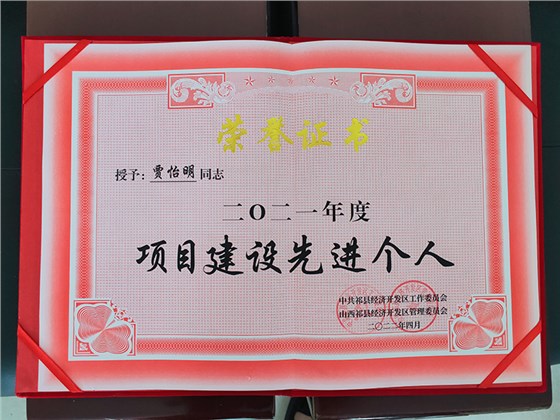 荣誉证书
授予：贾怡明同志
二〇二一年度
项目建设先进个人
中共祁县经济开发区工作委员会
山西祁县经济开发区管理委员会
二〇二二年四月